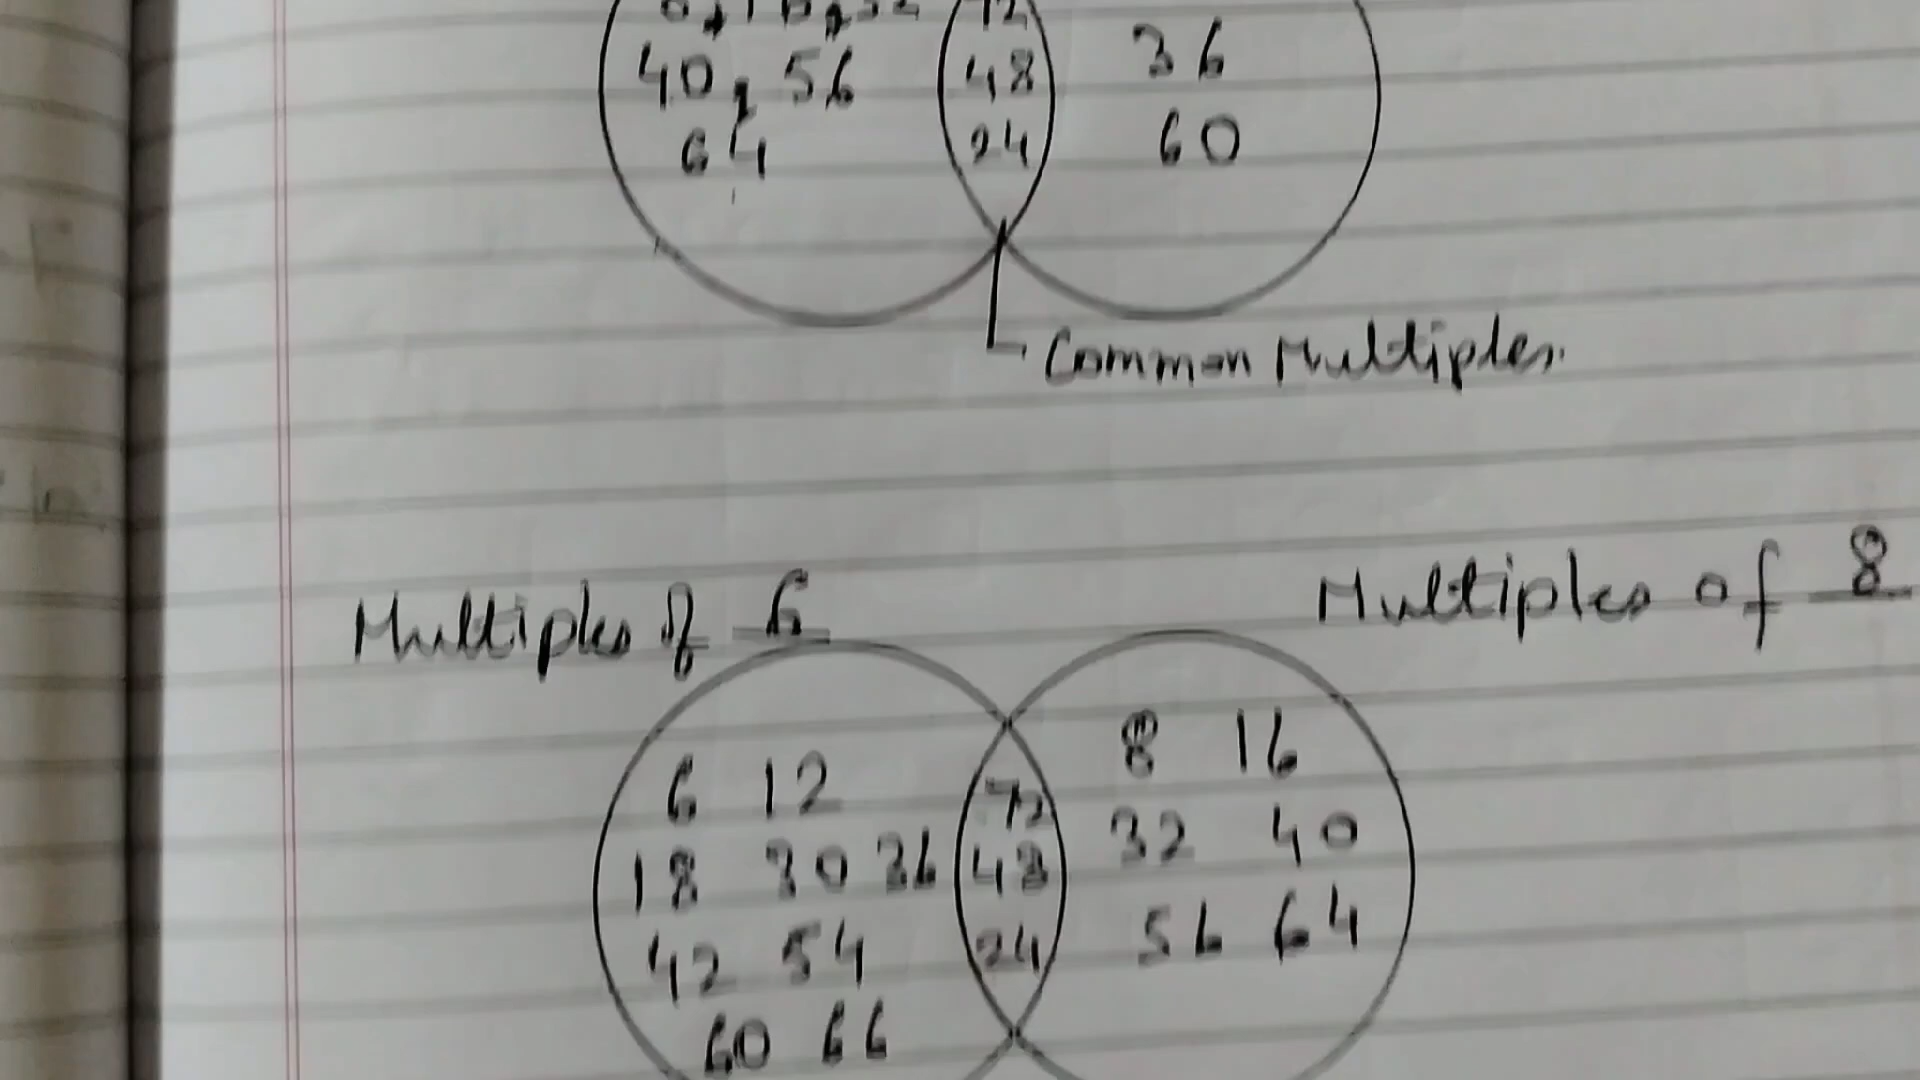 72
40, 56 48 36
64 24 60
Common Multiples.
Multiples of 6 Multiples of 8
8 16
6 12 72
32 40
18 30 36 48
42 54 24 56 64
60 66